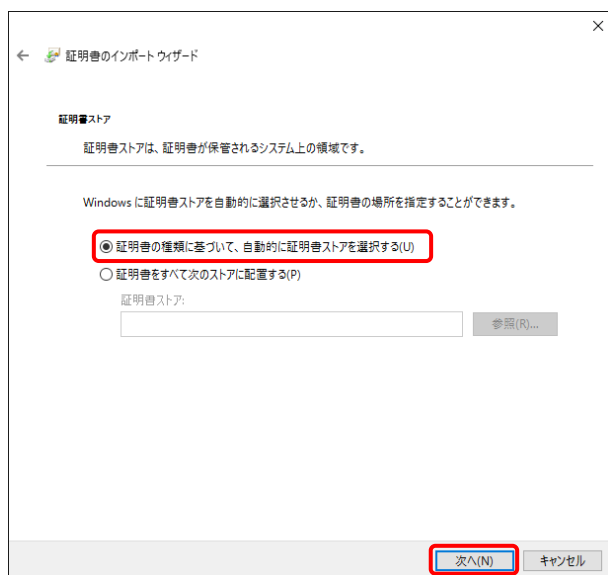 証明書のインポート ウィザード
証明書ストア
証明書ストアは、証明書が保管されるシステム上の領域です。
Windows に証明書ストアを自動的に選択させるか、証明書の場所を指定することができます。
証明書の種類に基づいて、自動的に証明書ストアを選択する(U)
証明書をすべて次のストアに配置する(P)
証明書ストア:
参照(R)...
次へ(N) キャンセル